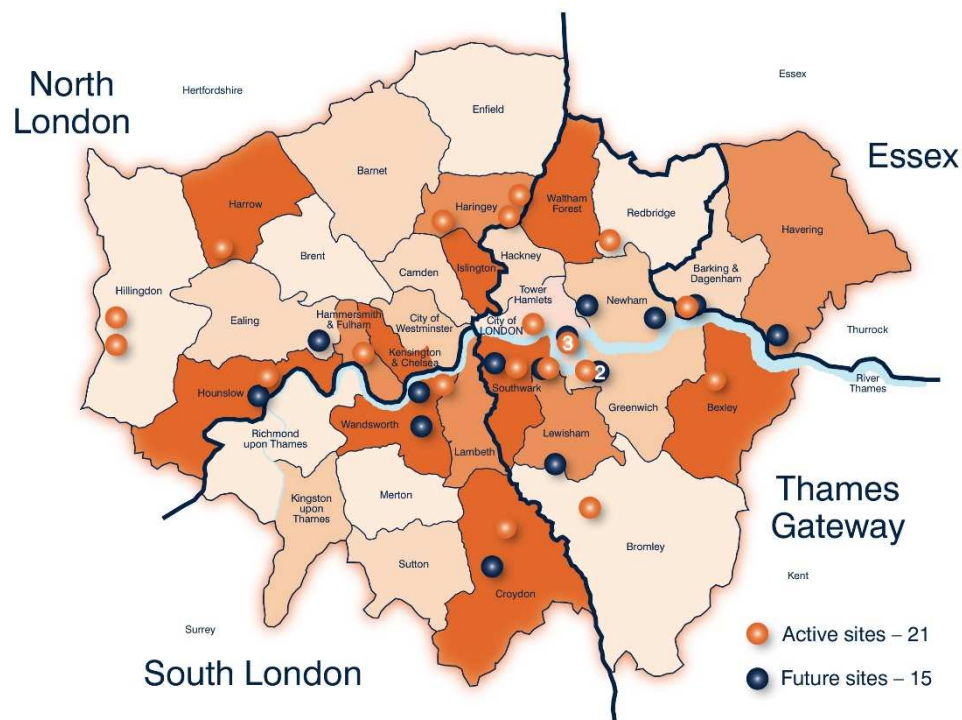 North
London
Hertfordshire
Essex
Enfield
Essex
Barnet
Harrow
Haringey
Waltham
Forest
Redbridge
Havering
Brent
Camden
Islington
Hackney
Barking &
Dagenham
Hillingdon
Ealing
Hammersmith
& Fulham
City of
Westminster
Tower
Hamlets
Newham
City of
LONDON
Kensington
& Chelsea
3
Thurrock
River
Thames
Hounslow
Southwark
2
Greenwich
Bexley
Richmond
upon Thames
Wandsworth
Lambeth
Lewisham
Kingston
upon
Thames
Merton
Thames
Gateway
Sutton
Croydon
Bromley
Kent
Surrey
South London
Active sites – 21
Future sites – 15